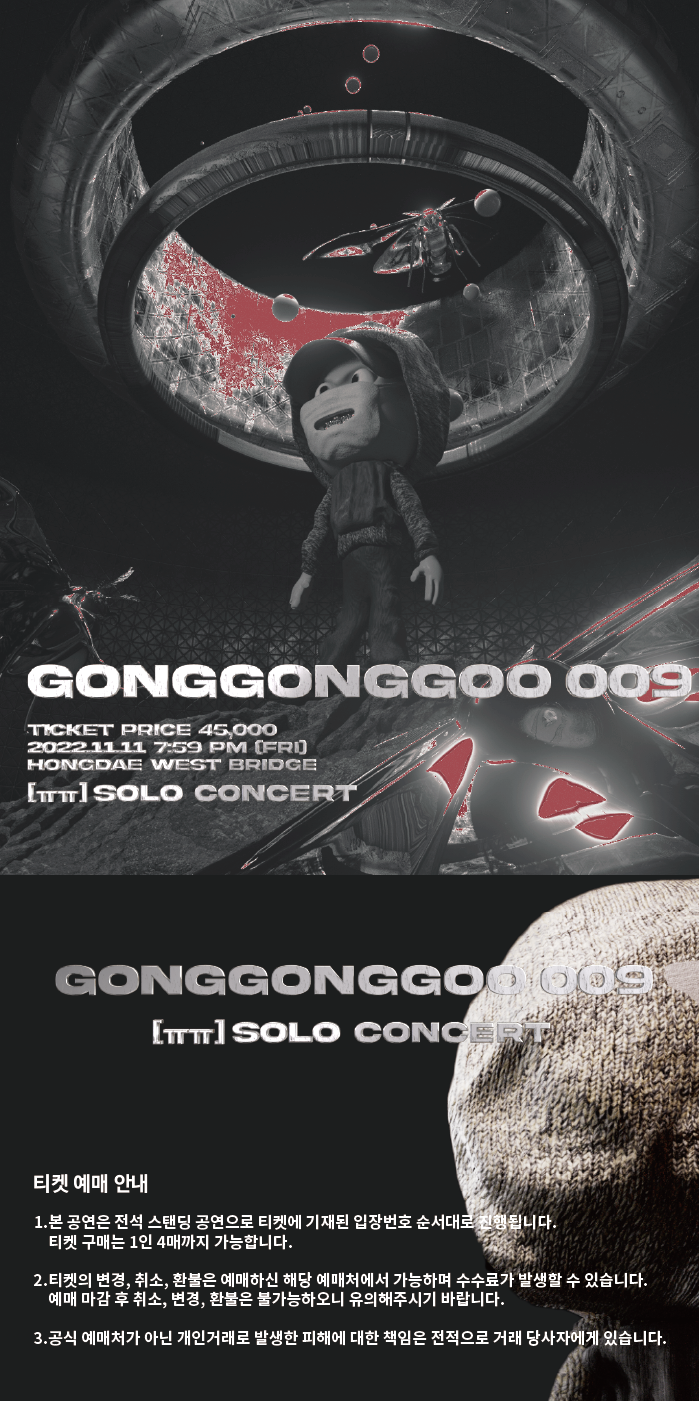 GONGGONGGOO 009
TICKET PRICE 45,000
2022.11.11 7:59 PM (FRI)
HONGDAE WEST BRIDGE
[ㅠㅠ] SOLO CONCERT
GONGGONGGOO 009
[ㅠㅠ] SOLO CONCERT
티켓 예매 안내
1.본 공연은 전석 스탠딩 공연으로 티켓에 기재된 입장번호 순서대로 진행됩니다.
티켓 구매는 1인 4매까지 가능합니다.
2.티켓의 변경, 취소, 환불은 예매하신 해당 예매처에서 가능하며 수수료가 발생할 수 있습니다.
예매 마감 후 취소, 변경, 환불은 불가능하오니 유의해주시기 바랍니다.
3.공식 예매처가 아닌 개인거래로 발생한 피해에 대한 책임은 전적으로 거래 당사자에게 있습니다.